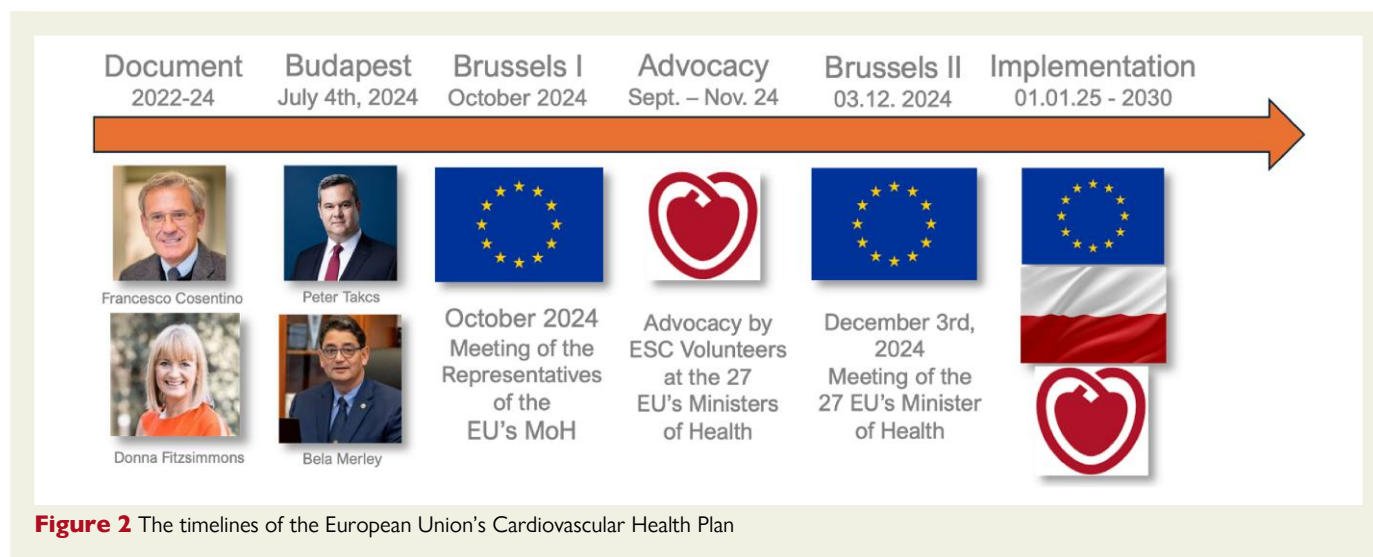 Document
2022-24
Budapest
July 4th, 2024
Brussels I
October 2024
Advocacy
Sept. – Nov. 24
Brussels II
03.12. 2024
Implementation
01.01.25 - 2030
Francesco Cosentino
Donna Fitzsimmons
Peter Takcs
Bela Merley
October 2024
Meeting of the
Representatives
of the
EU's MoH
Advocacy by
ESC Volunteers
at the 27
EU's Ministers
of Health
December 3rd,
2024
Meeting of the
27 EU's Minister
of Health
Figure 2 The timelines of the European Union's Cardiovascular Health Plan